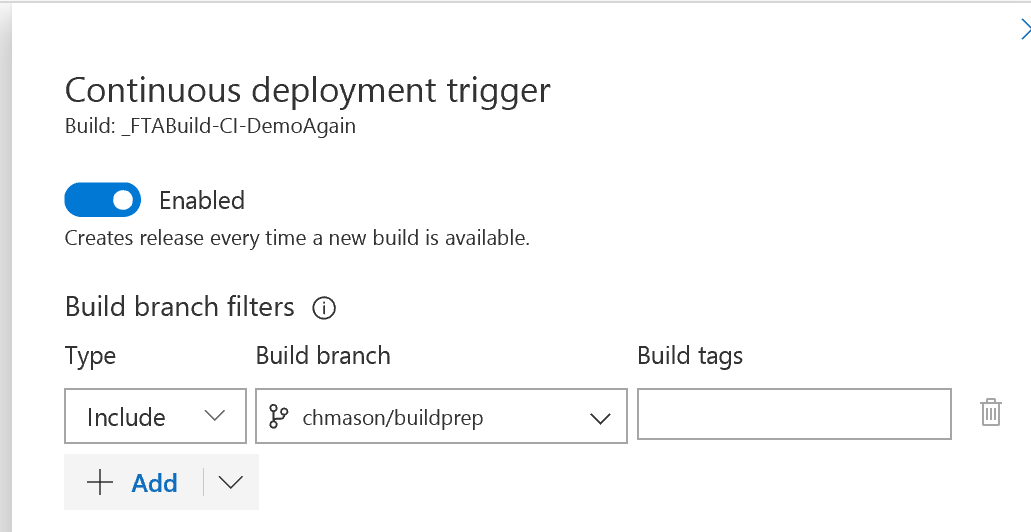 Continuous deployment trigger
Build: _FTABuild-CI-DemoAgain
Enabled
Creates release every time a new build is available.
Build branch filters
Type Build branch Build tags
Include chmason/buildprep
Add